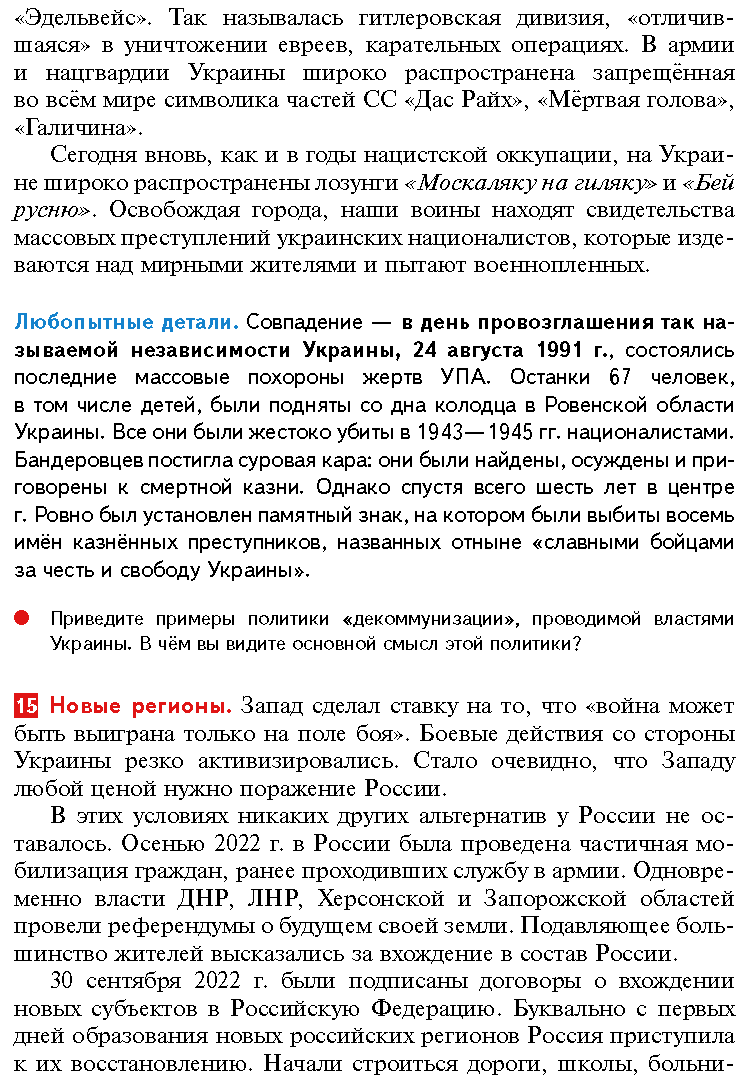 «Эдельвейс». Так называлась гитлеровская дивизия, «отличив-
шаяся» в уничтожении евреев, карательных операциях. В армии
и нацгвардии Украины широко распространена запрещённая
во всём мире символика частей СС «Дас Райх», «Мёртвая голова»,
«Галичина».
Сегодня вновь, как и в годы нацистской оккупации, на Украи-
не широко распространены лозунги «Москаляку на гиляку» и «Бей
русню». Освобождая города, наши воины находят свидетельства
массовых преступлений украинских националистов, которые изде-
ваются над мирными жителями и пытают военнопленных.
Любопытные детали. Совпадение — в день провозглашения так на-
зываемой независимости Украины, 24 августа 1991 г., состоялись
последние массовые похороны жертв УПА. Останки 67 человек,
в том числе детей, были подняты со дна колодца в Ровенской области
Украины. Все они были жестоко убиты в 1943—1945 гг. националистами.
Бандеровцев постигла суровая кара: они были найдены, осуждены и при-
говорены к смертной казни. Однако спустя всего шесть лет в центре
г. Ровно был установлен памятный знак, на котором были выбиты восемь
имён казнённых преступников, названных отныне «славными бойцами
за честь и свободу Украины».
● Приведите примеры политики «декоммунизации», проводимой властями
Украины. В чём вы видите основной смысл этой политики?
15 Новые регионы. Запад сделал ставку на то, что «война может
быть выиграна только на поле боя». Боевые действия со стороны
Украины резко активизировались. Стало очевидно, что Западу
любой ценой нужно поражение России.
В этих условиях никаких других альтернатив у России не ос-
тавалось. Осенью 2022 г. в России была проведена частичная мо-
билизация граждан, ранее проходивших службу в армии. Одновре-
менно власти ДНР, ЛНР, Херсонской и Запорожской областей
провели референдумы о будущем своей земли. Подавляющее боль-
шинство жителей высказались за вхождение в состав России.
30 сентября 2022 г. были подписаны договоры о вхождении
новых субъектов в Российскую Федерацию. Буквально с первых
дней образования новых российских регионов Россия приступила
к их восстановлению. Начали строиться дороги, школы, больни-